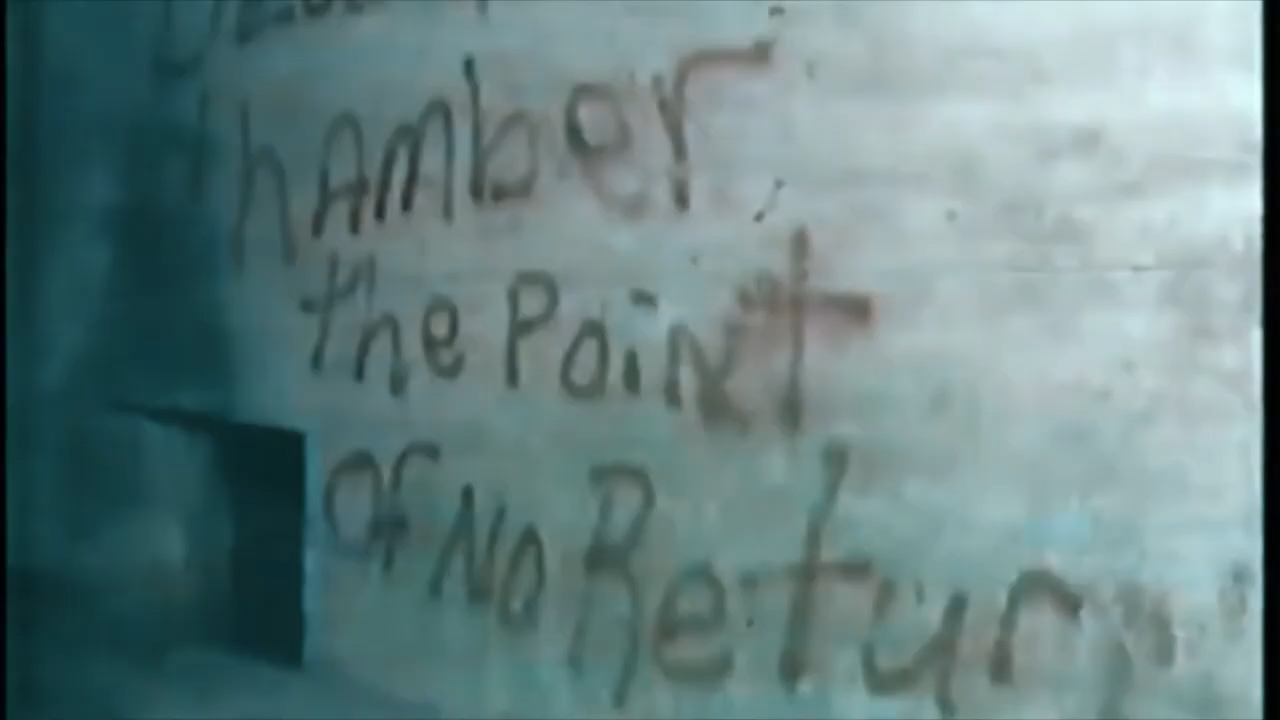 hAMber,
the PoiNt
OF No Return